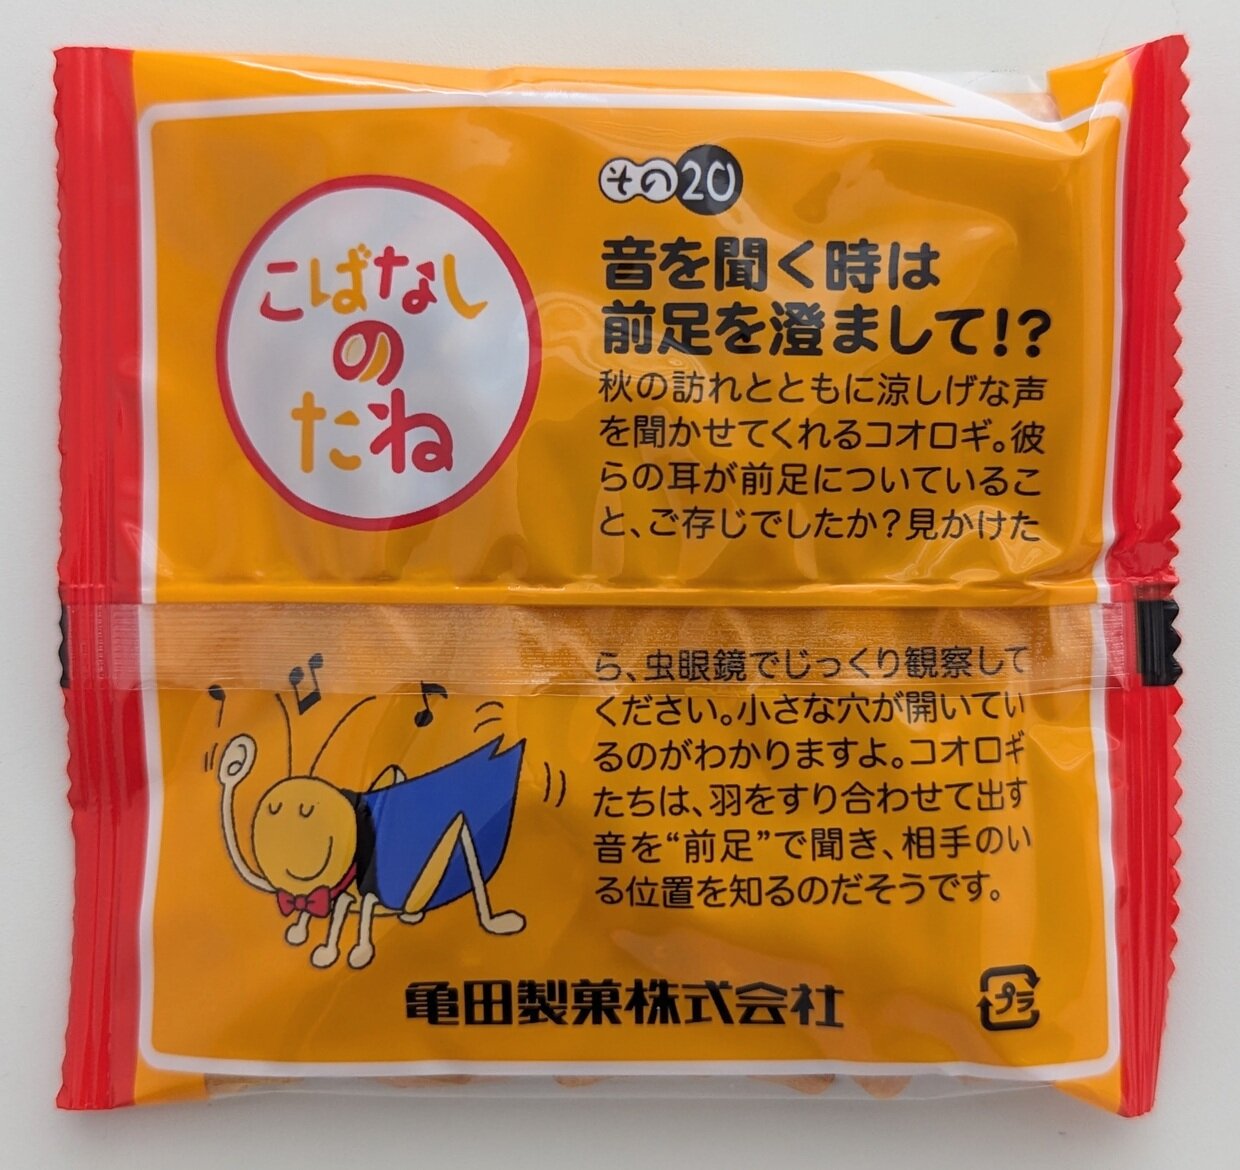 こばなし
の
たね
その20
音を聞く時は
前足を澄まして!?
秋の訪れとともに涼しげな声
を聞かせてくれるコオロギ。彼
らの耳が前足についているこ
と、ご存じでしたか?見かけた
ら、虫眼鏡でじっくり観察して
ください。小さな穴が開いてい
るのがわかりますよ。コオロギ
たちは、羽をすり合わせて出す
音を“前足”で聞き、相手のい
る位置を知るのだそうです。
亀田製菓株式会社
プラ